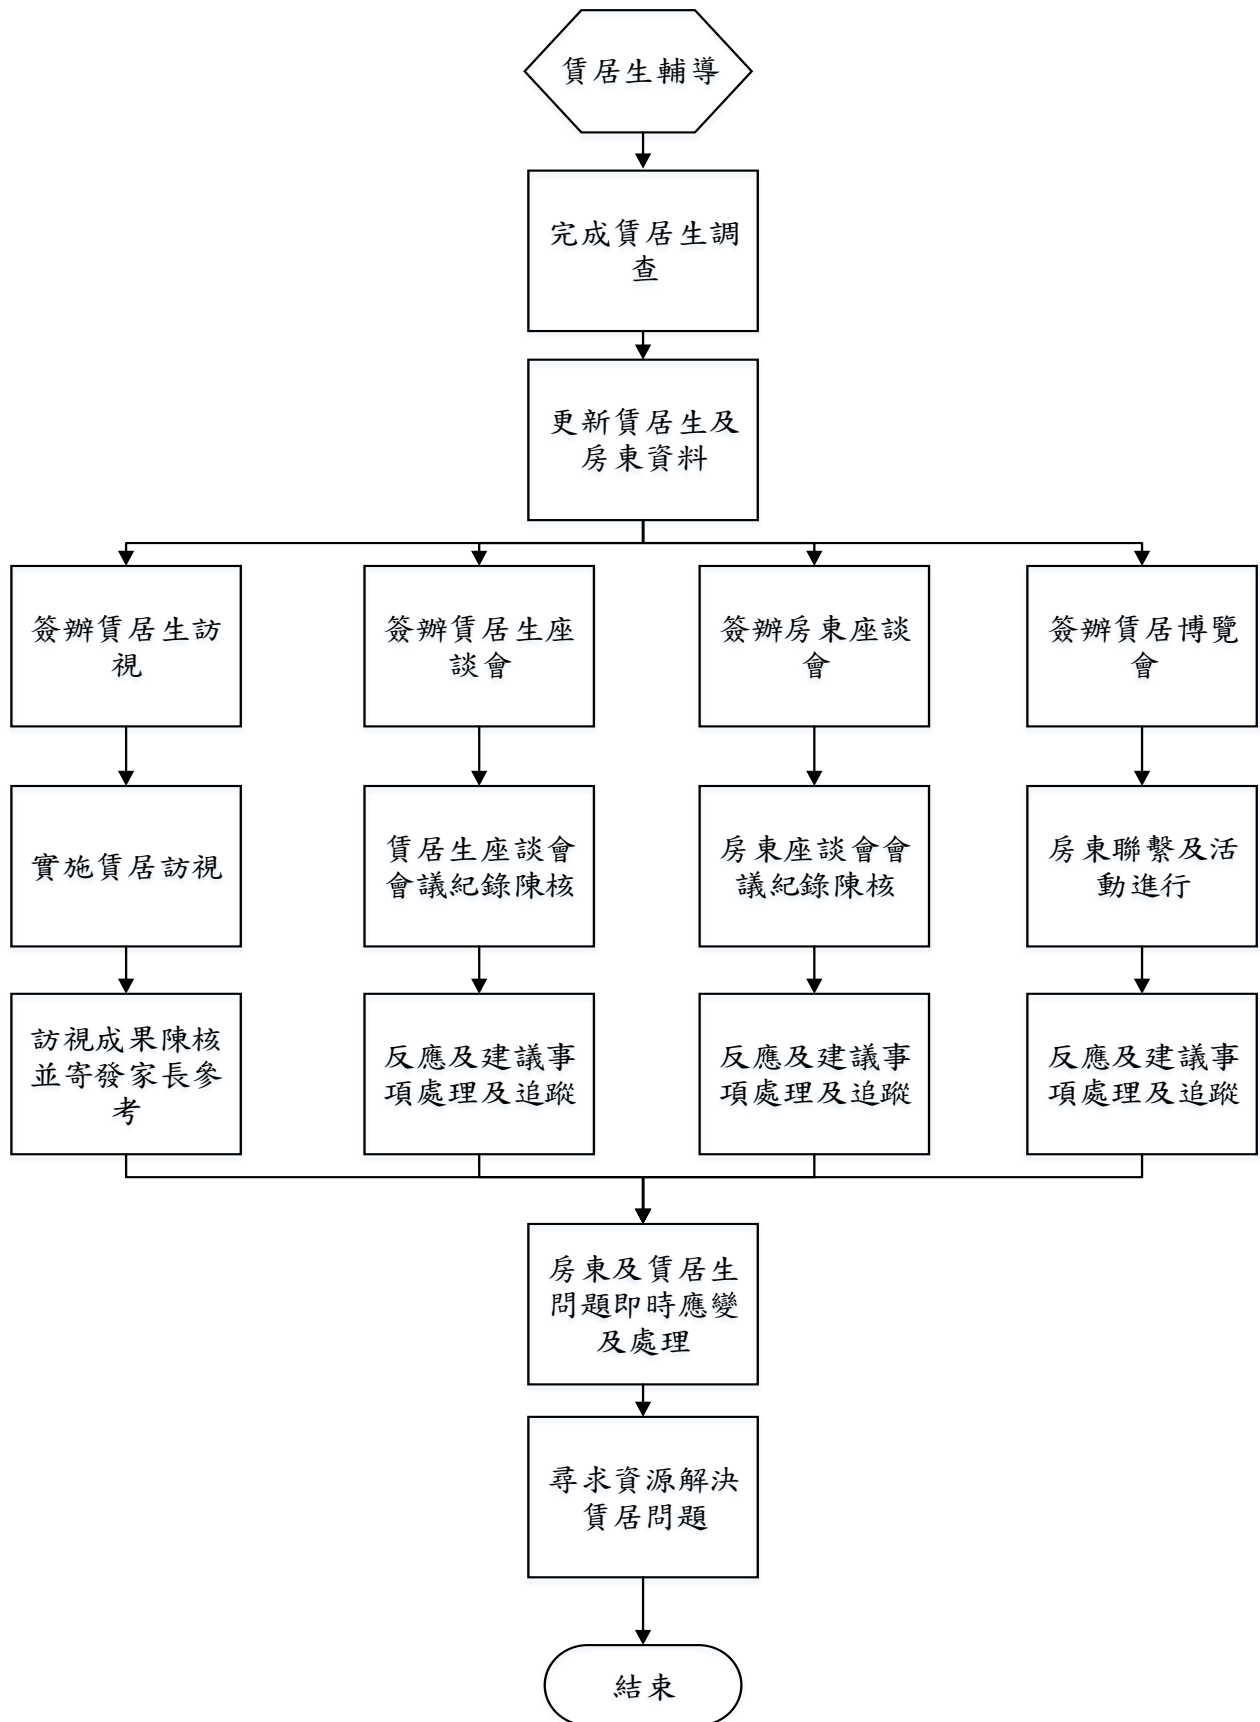 賃居生輔導
完成賃居生調
查
更新賃居生及
房東資料
簽辦賃居生訪
視
簽辦賃居生座
談會
簽辦房東座談
會
簽辦賃居博覽
會
實施賃居訪視
賃居生座談會
會議紀錄陳核
房東座談會會
議紀錄陳核
房東聯繫及活
動進行
訪視成果陳核
並寄發家長參
考
反應及建議事
項處理及追蹤
反應及建議事
項處理及追蹤
反應及建議事
項處理及追蹤
房東及賃居生
問題即時應變
及處理
尋求資源解決
賃居問題
結束